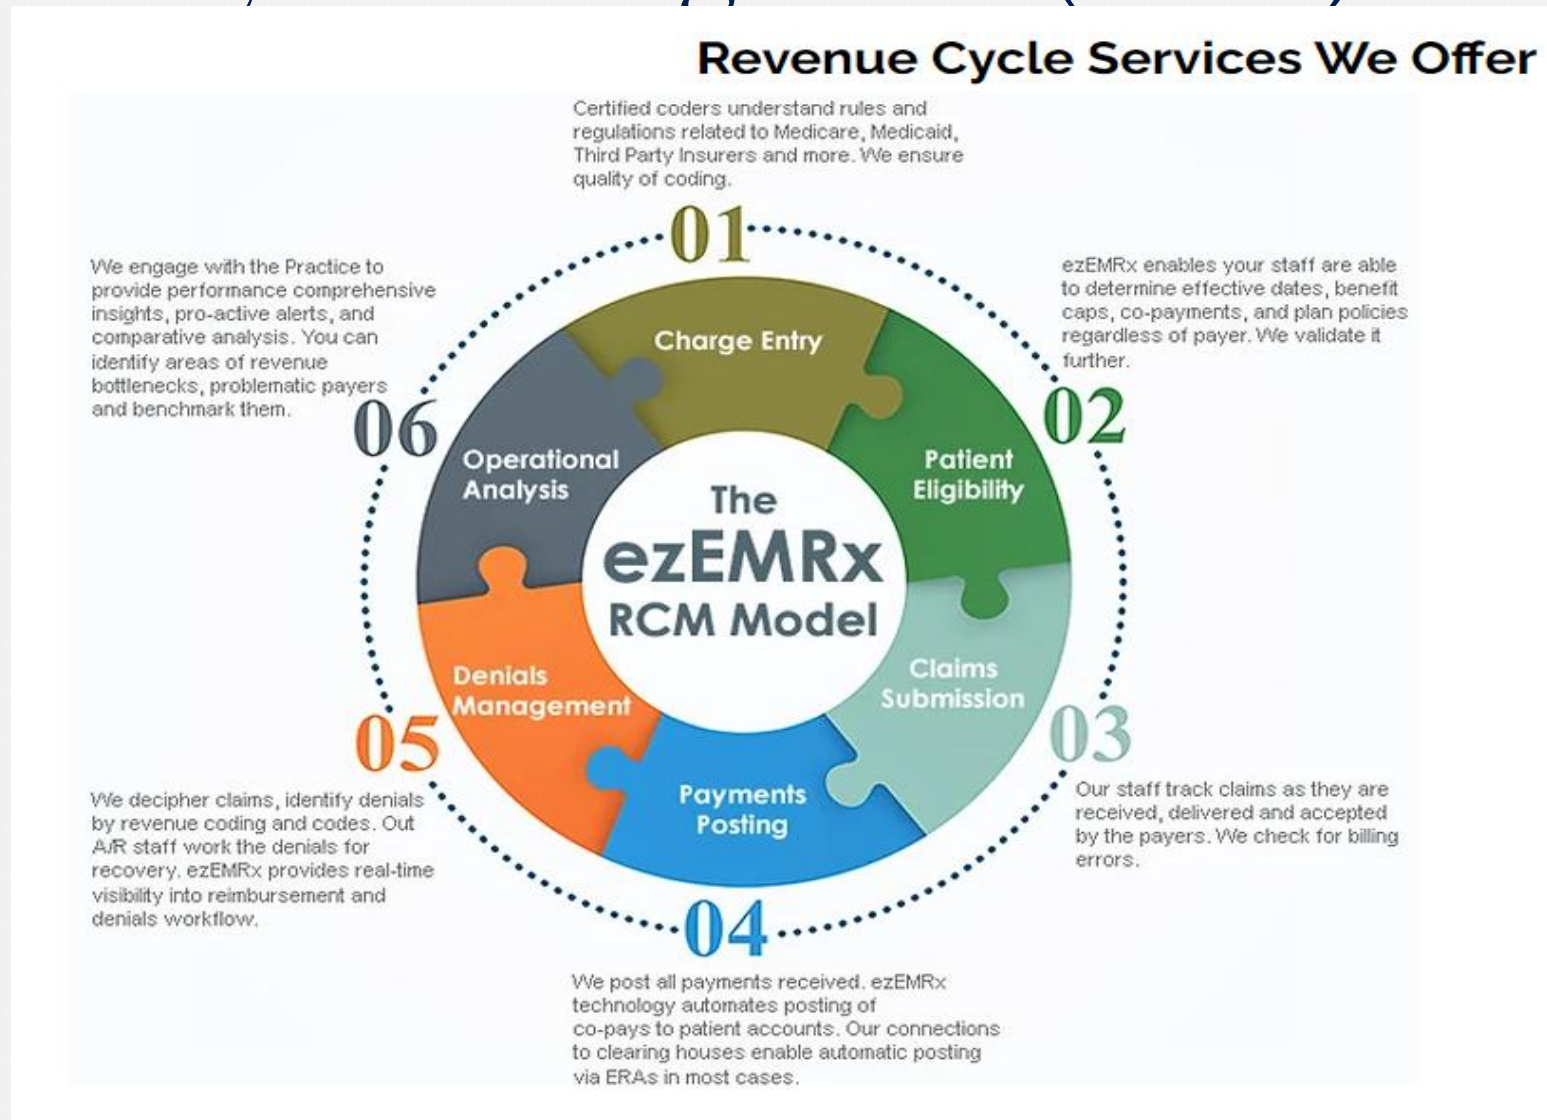 Revenue Cycle Services We Offer
Certified coders understand rules and
regulations related to Medicare, Medicaid,
Third Party Insurers and more. We ensure
quality of coding.
01
Charge Entry
ezEMRx enables your staff are able
to determine effective dates, benefit
caps, co-payments, and plan policies
regardless of payer. We validate it
further.
02
Patient
Eligibility
03
Claims
Submission
Our staff track claims as they are
received, delivered and accepted
by the payers. We check for billing
errors.
04
Payments
Posting
We post all payments received. ezEMRx
technology automates posting of
co-pays to patient accounts. Our connections
to clearing houses enable automatic posting
via ERAs in most cases.
05
Denials
Management
We decipher claims, identify denials
by revenue coding and codes. Out
A/R staff work the denials for
recovery. ezEMRx provides real-time
visibility into reimbursement and
denials workflow.
We engage with the Practice to
provide performance comprehensive
insights, pro-active alerts, and
comparative analysis. You can
identify areas of revenue
bottlenecks, problematic payers
and benchmark them.
06
Operational
Analysis
The
ezEMRx
RCM Model